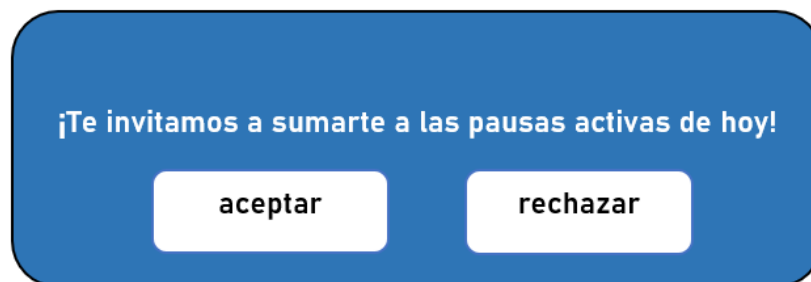 ¡Te invitamos a sumarte a las pausas activas de hoy!
aceptar
rechazar